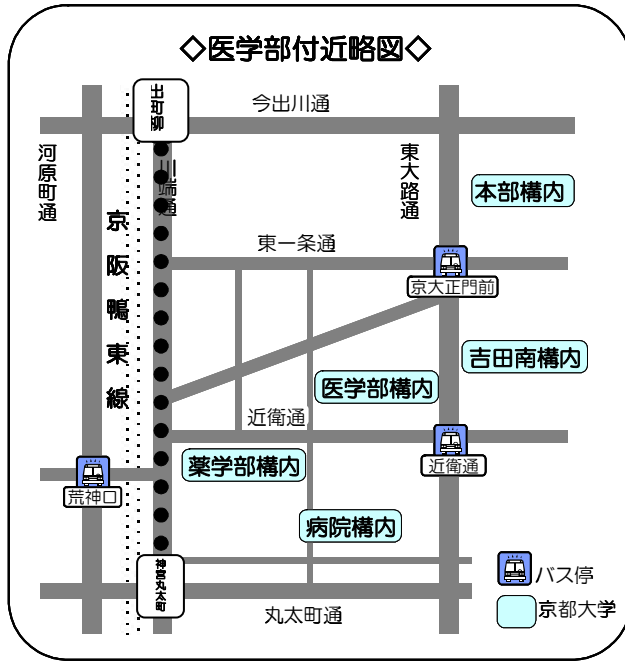 ◇医学部付近略図◇
出町柳
今出川通
河原町通
川端通
東大路通
本部構内
京阪鴨東線
東一条通
京大正門前
吉田南構内
医学部構内
近衛通
近衛通
薬学部構内
荒神口
病院構内
神宮丸太町
バス停
丸太町通
京都大学